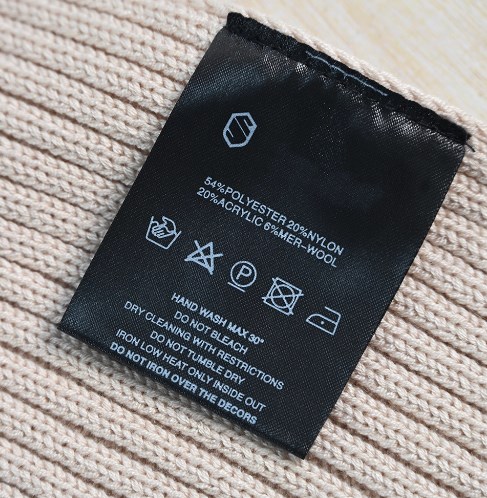 54%POLYESTER 20%NYLON
20%ACRYLIC 6%MER-WOOL
P
HAND WASH MAX 30°
DO NOT BLEACH
DRY CLEANING WITH RESTRICTIONS
DO NOT TUMBLE DRY
IRON LOW HEAT ONLY INSIDE OUT
DO NOT IRON OVER THE DECORS